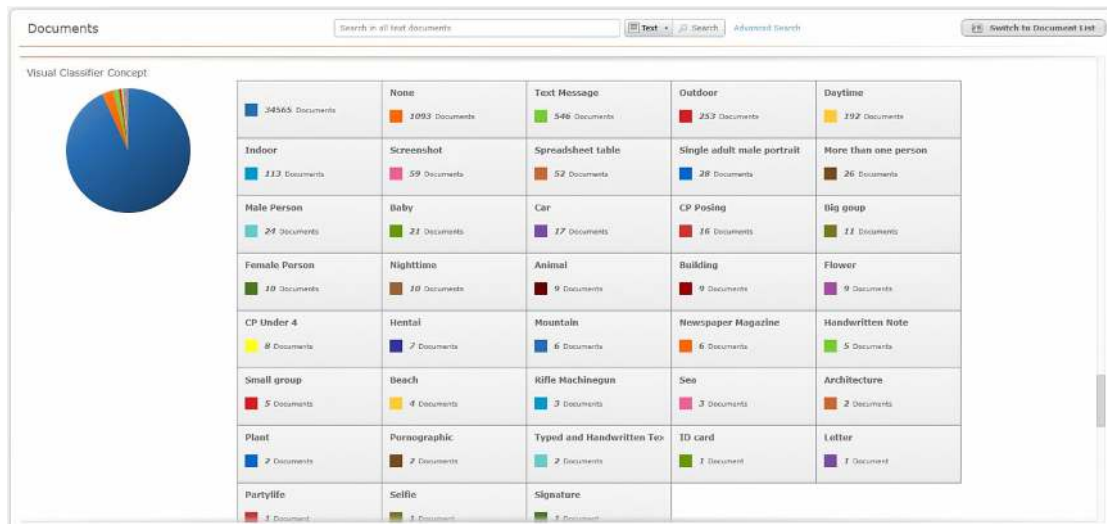 Documents
Search in all text documents
Text
Search
Advanced Search
Switch to Document List
Visual Classifier Concept
34565 Documents
None
1093 Documents
Text Message
546 Documents
Outdoor
253 Documents
Daytime
192 Documents
Indoor
113 Documents
Screenshot
59 Documents
Spreadsheet table
52 Documents
Single adult male portrait
28 Documents
More than one person
26 Documents
Male Person
24 Documents
Baby
21 Documents
Car
17 Documents
CP Posing
16 Documents
Big goup
11 Documents
Female Person
10 Documents
Nighttime
10 Documents
Animal
9 Documents
Building
9 Documents
Flower
9 Documents
CP Under 4
8 Documents
Hentai
7 Documents
Mountain
6 Documents
Newspaper Magazine
6 Documents
Handwritten Note
5 Documents
Small group
5 Documents
Beach
4 Documents
Rifle Machinegun
3 Documents
Sea
3 Documents
Architecture
2 Documents
Plant
2 Documents
Pornographic
2 Documents
Typed and Handwritten Tex
2 Documents
ID card
1 Document
Letter
1 Document
Partylife
1 Document
Selfie
1 Document
Signature
1 Document